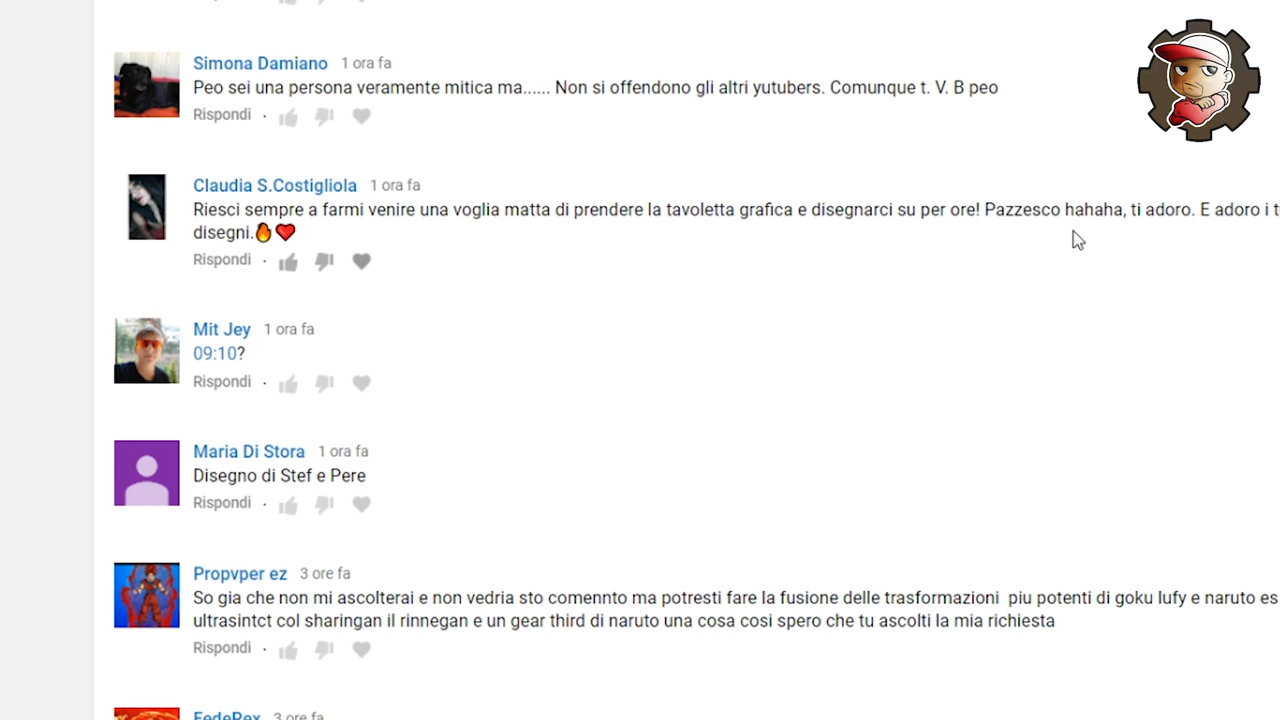 Simona Damiano 1 ora fa
Peo sei una persona veramente mitica ma...... Non si offendono gli altri yutubers. Comunque t. V. B peo
Rispondi ·
Claudia S.Costigliola 1 ora fa
Riesci sempre a farmi venire una voglia matta di prendere la tavoletta grafica e disegnarci su per ore! Pazzesco hahaha, ti adoro. E adoro i t
disegni.🔥❤️
Rispondi ·
Mit Jey 1 ora fa
09:10?
Rispondi ·
Maria Di Stora 1 ora fa
Disegno di Stef e Pere
Rispondi ·
Propvper ez 3 ore fa
So gia che non mi ascolterai e non vedria sto comennto ma potresti fare la fusione delle trasformazioni piu potenti di goku lufy e naruto es
ultrasintct col sharingan il rinnegan e un gear third di naruto una cosa cosi spero che tu ascolti la mia richiesta
Rispondi ·
FedeRex 3 ore fa